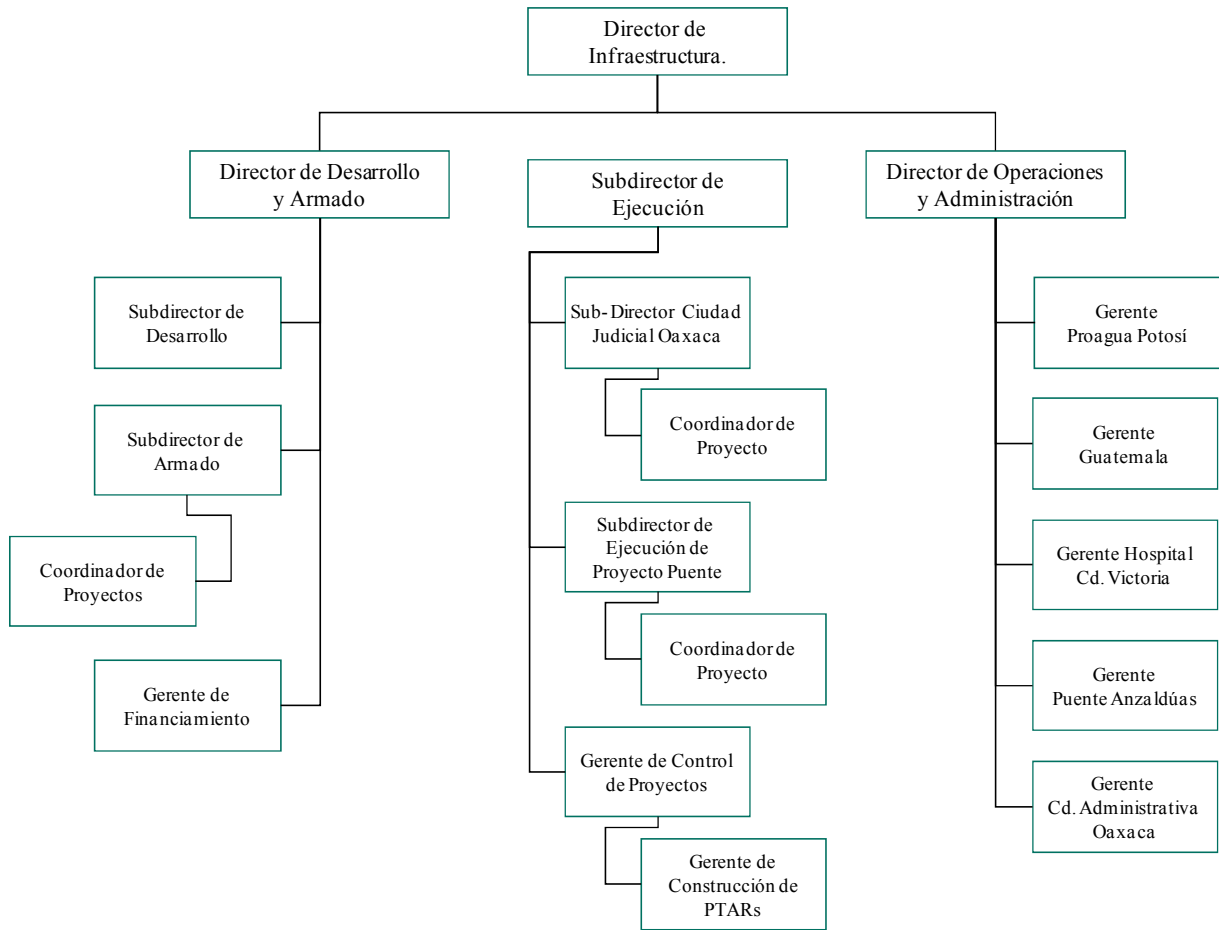 Director de
Infraestructura.
Director de Desarrollo
y Armado
Subdirector de
Ejecución
Director de Operaciones
y Administración
Subdirector de
Desarrollo
Subdirector de
Armado
Coordinador de
Proyectos
Gerente de
Financiamiento
Sub-Director Ciudad
Judicial Oaxaca
Coordinador de
Proyecto
Subdirector de
Ejecución de
Proyecto Puente
Coordinador de
Proyecto
Gerente de Control
de Proyectos
Gerente de
Construcción de
PTARs
Gerente
Proagua Potosí
Gerente
Guatemala
Gerente Hospital
Cd. Victoria
Gerente
Puente Anzaldúas
Gerente
Cd. Administrativa
Oaxaca